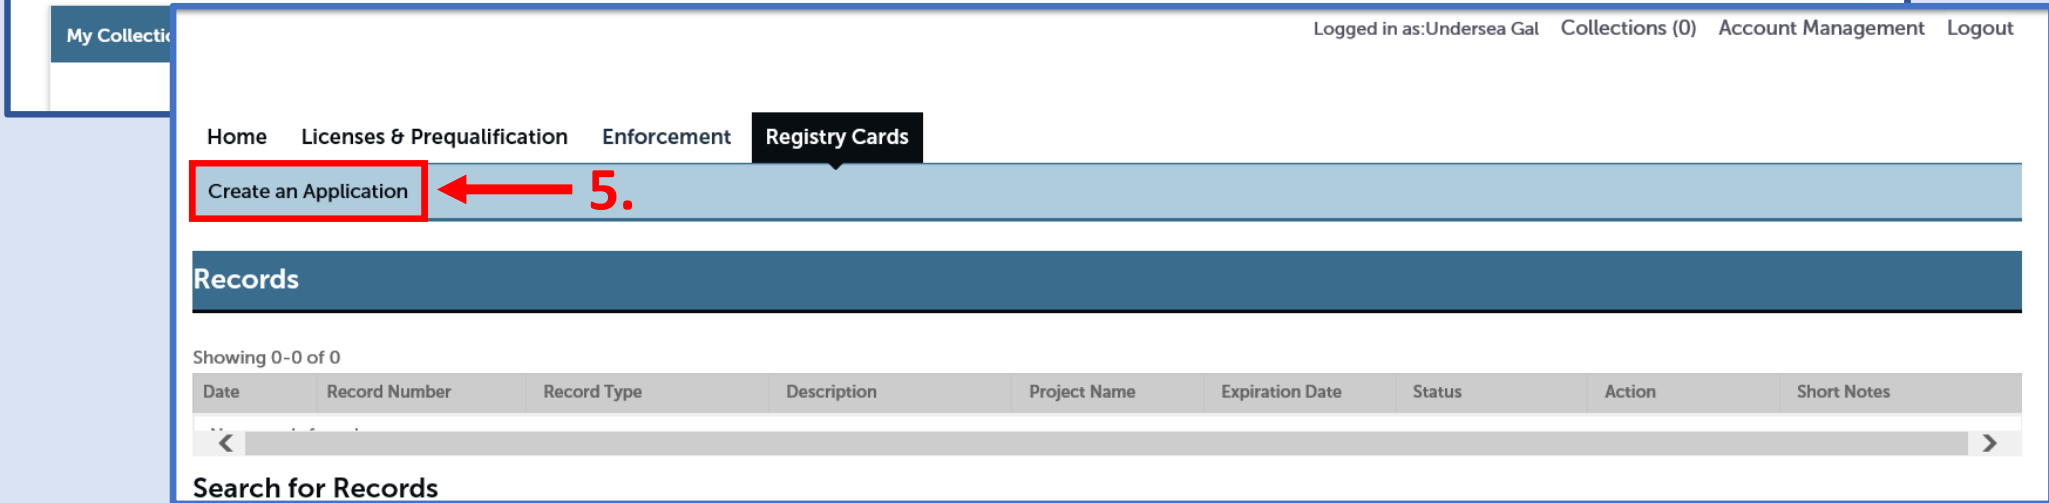 My Collectio
Logged in as:Undersea Gal Collections (0) Account Management Logout
Home Licenses & Prequalification Enforcement Registry Cards
Create an Application
5.
Records
Showing 0-0 of 0
Date Record Number Record Type Description Project Name Expiration Date Status Action Short Notes
Search for Records